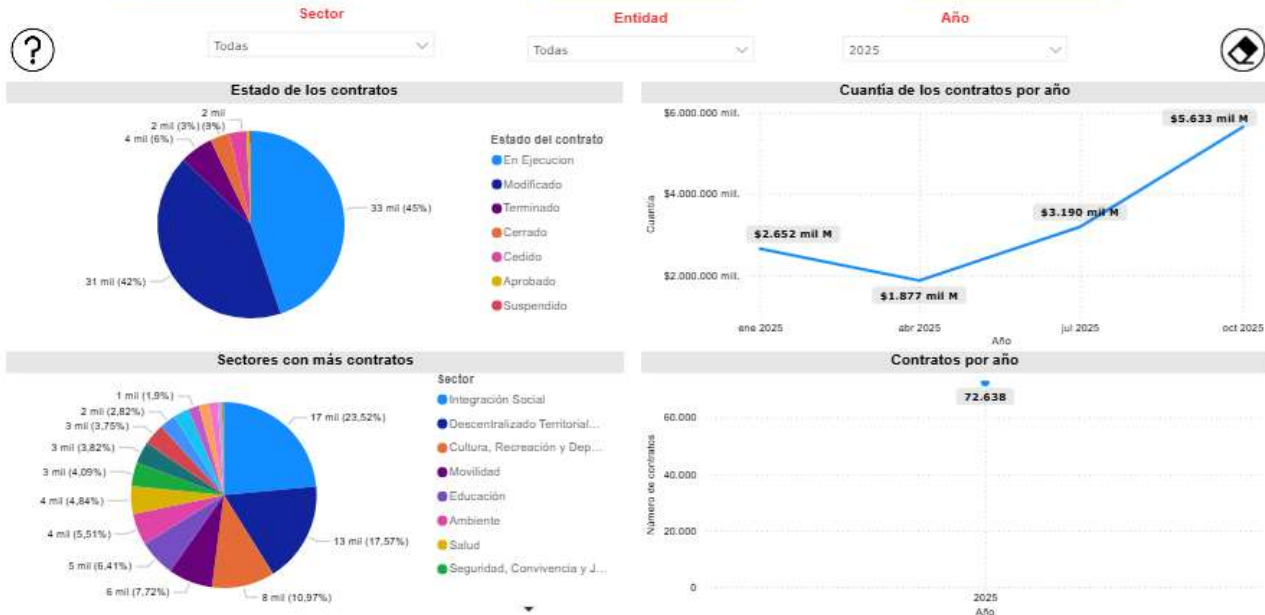 Sector
Entidad
Año
?
Todas
Todas
2025
Estado de los contratos
2 mil
2 mil (3%) (3%)
4 mil (6%)
33 mil (45%)
31 mil (42%)
Estado del contrato
En Ejecucion
Modificado
Terminado
Cerrado
Cedido
Aprobado
Suspendido
Cuantía de los contratos por año
$6.000.000 mil.
$4.000.000 mil.
$2.000.000 mil.
Cuantía
$2.652 mil M
$1.877 mil M
$3.190 mil M
$5.633 mil M
ene 2025
abr 2025
jul 2025
oct 2025
Año
Sectores con más contratos
1 mil (1,9%)
2 mil (2,82%)
3 mil (3,75%)
3 mil (3,82%)
3 mil (4,09%)
4 mil (4,84%)
4 mil (5,51%)
5 mil (6,41%)
6 mil (7,72%)
8 mil (10,97%)
13 mil (17,57%)
17 mil (23,52%)
Sector
Integración Social
Descentralizado Territorial...
Cultura, Recreación y Dep...
Movilidad
Educación
Ambiente
Salud
Seguridad, Convivencia y J...
Contratos por año
72.638
60.000
40.000
20.000
0
Número de contratos
2025
Año